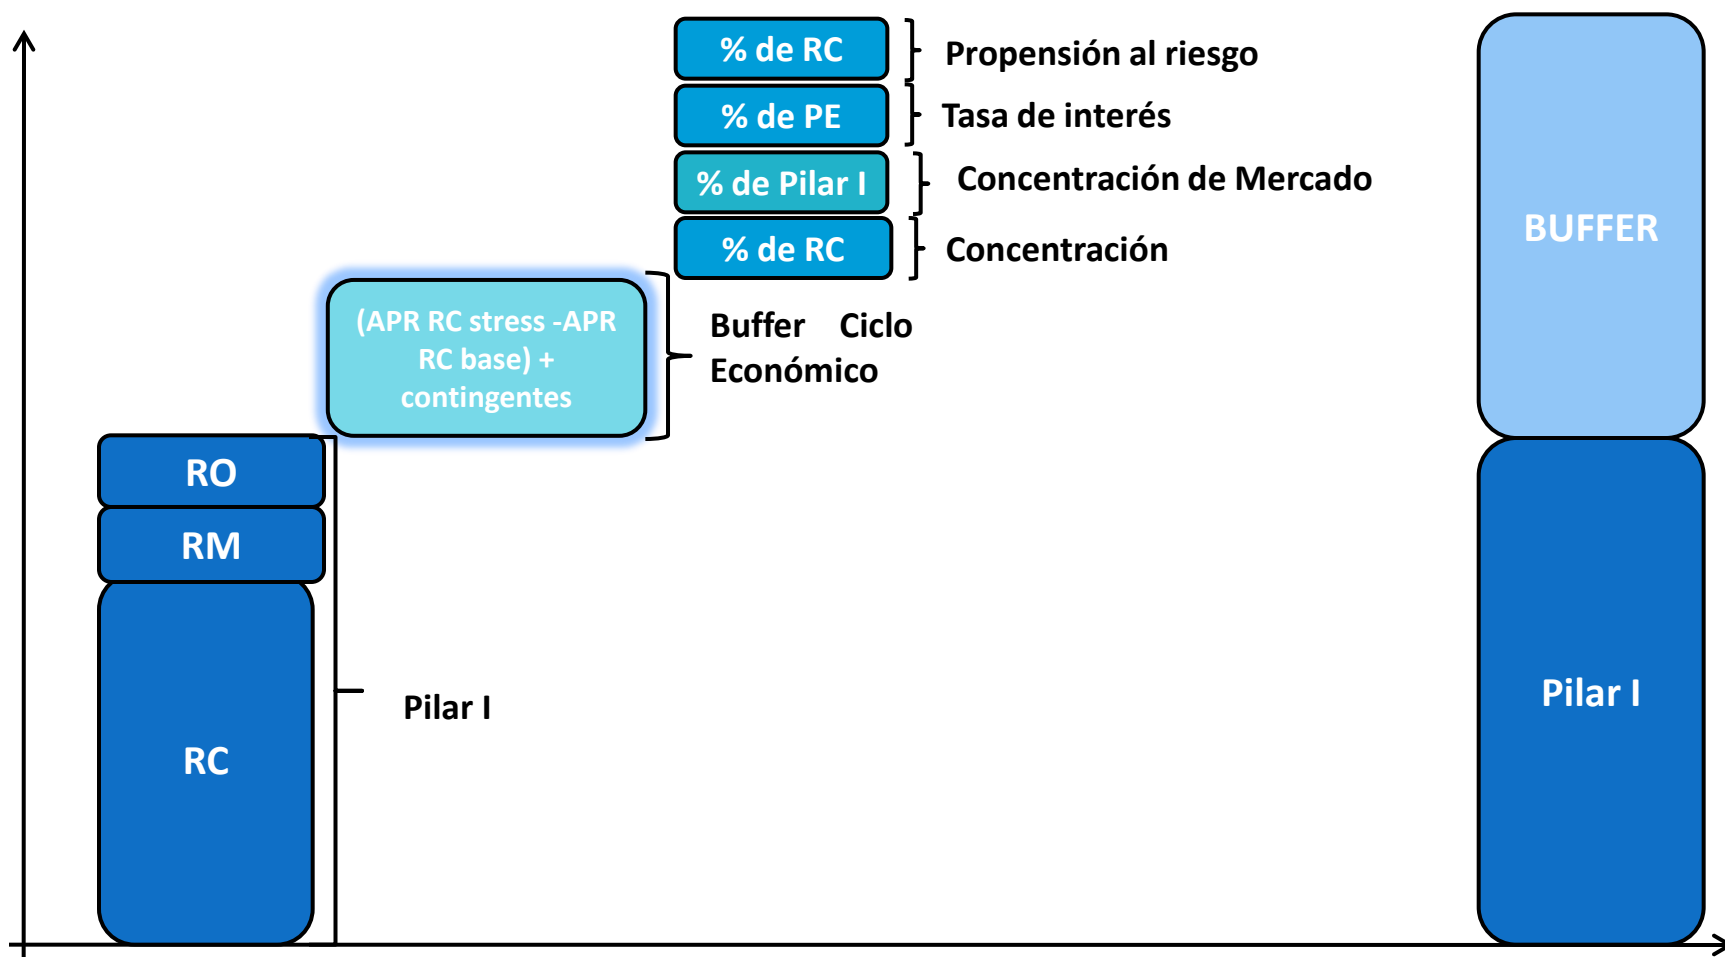 % de RC
Propensión al riesgo
% de PE
Tasa de interés
% de Pilar I
Concentración de Mercado
% de RC
Concentración
BUFFER
(APR RC stress -APR
RC base) +
contingentes
Buffer Ciclo
Económico
RO
RM
RC
Pilar I
Pilar I